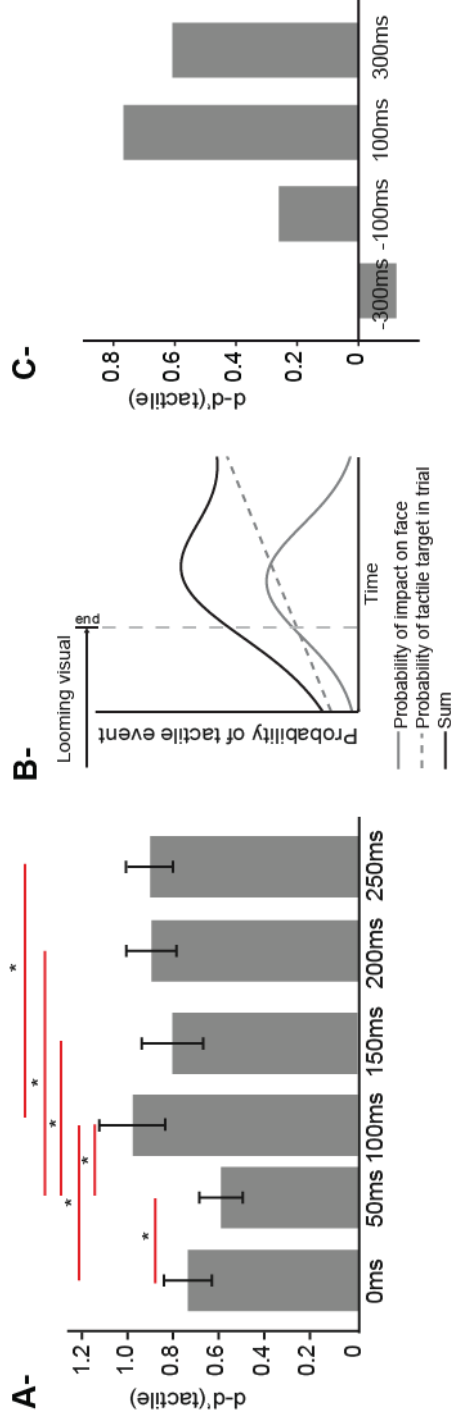 A-
d-d'(tactile)
1.2
1.0
0.8
0.6
0.4
0.2
0
* * * * * * *
0ms 50ms 100ms 150ms 200ms 250ms
B-
Looming visual
end
Probability of tactile event
Time
Probability of impact on face
Probability of tactile target in trial
Sum
C-
d-d'(tactile)
0.8
0.6
0.4
0.2
0
-300ms -100ms 100ms 300ms